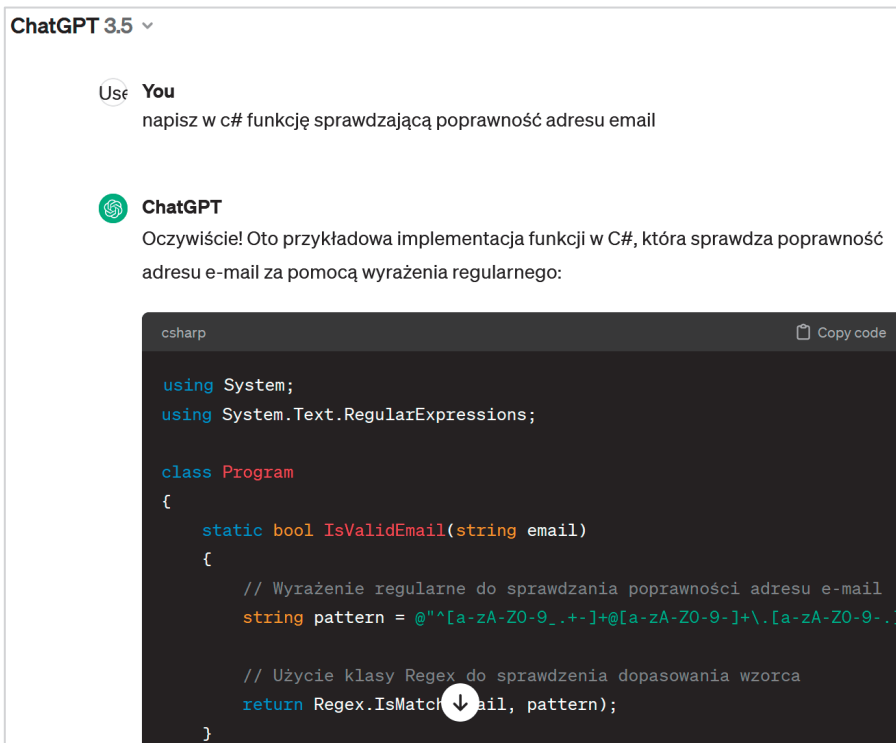 ChatGPT 3.5
Use You
napisz w c# funkcję sprawdzającą poprawność adresu email
ChatGPT
Oczywiście! Oto przykładowa implementacja funkcji w C#, która sprawdza poprawność
adresu e-mail za pomocą wyrażenia regularnego:
csharp Copy code
using System;
using System.Text.RegularExpressions;
class Program
{
static bool IsValidEmail(string email)
{
// Wyrażenie regularne do sprawdzania poprawności adresu e-mail
string pattern = @"^[a-zA-Z0-9_.+-]+@[a-zA-Z0-9-]+\.[a-zA-Z0-9-.]
// Użycie klasy Regex do sprawdzenia dopasowania wzorca
return Regex.IsMatch ail, pattern);
}